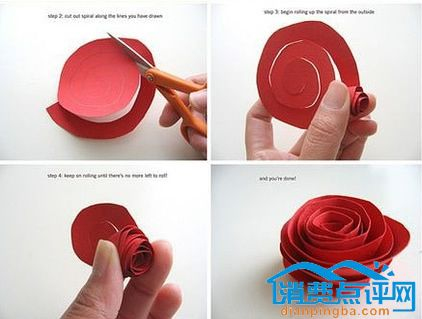 step 2: cut out spiral along the lines you have drawn
step 3: begin rolling up the spiral from the outside
step 4: keep on rolling until there's no more left to roll!
and you're done!
消费点评网
dianpingba.com